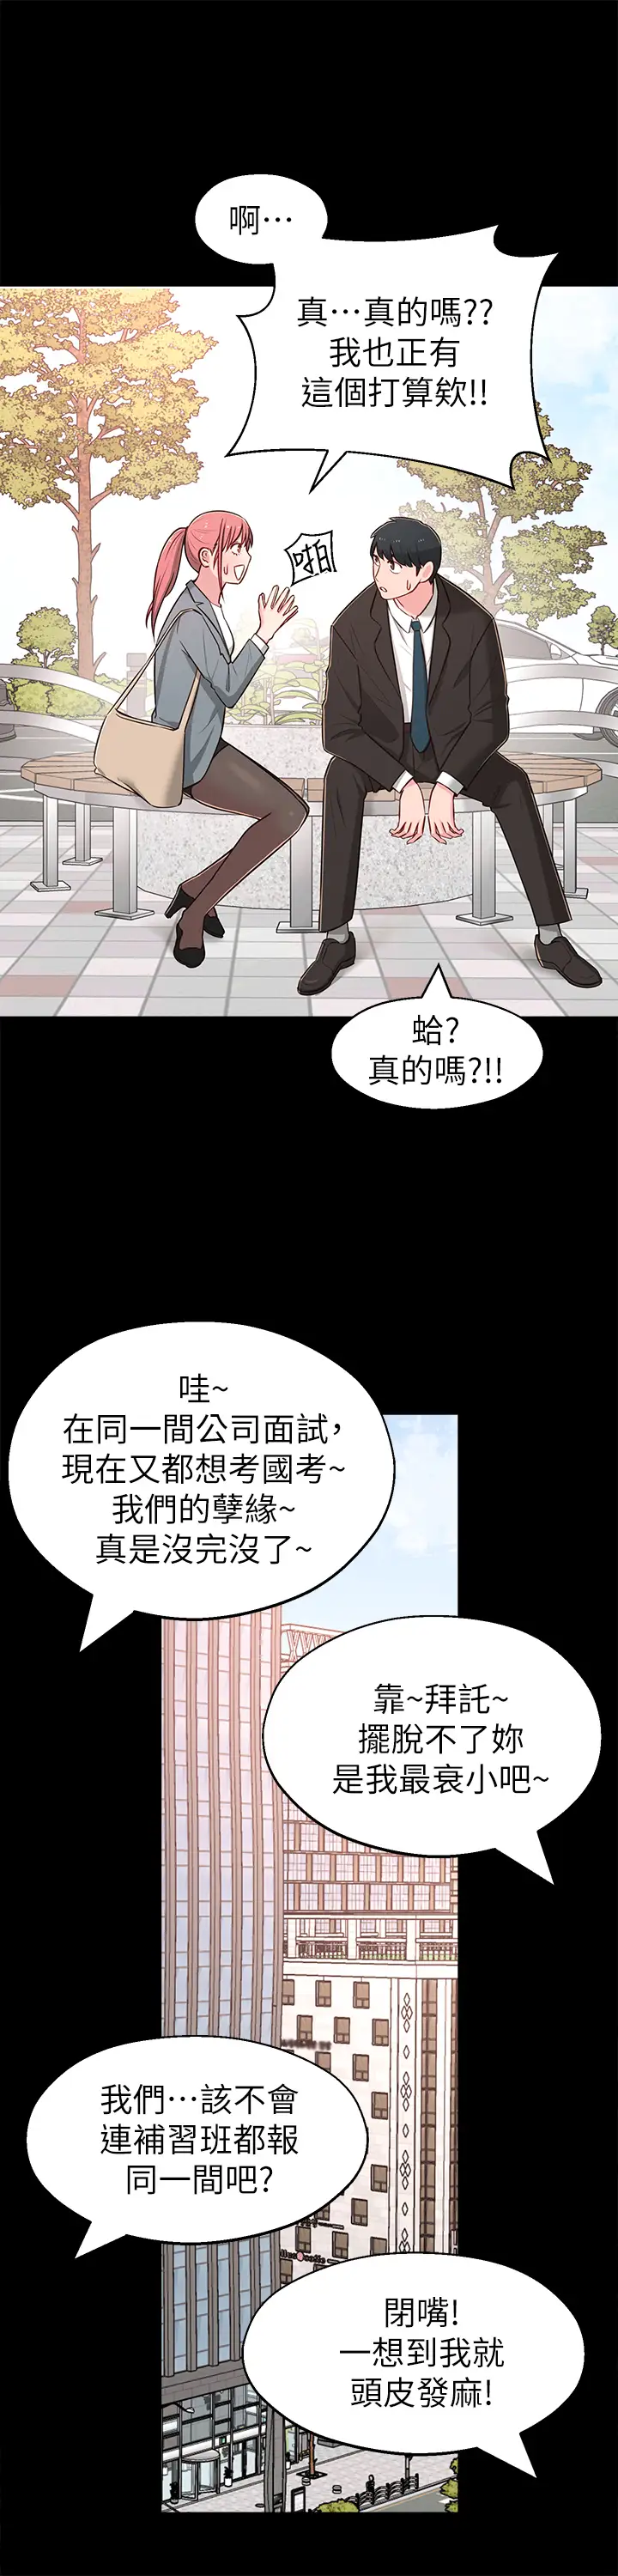 啊⋯
真⋯真的嗎??
我也正有
這個打算欸!!
啪
蛤?
真的嗎?!!
哇~
在同一間公司面試，
現在又都想考國考~
我們的孽緣~
真是沒完沒了~
靠~拜託~
擺脫不了妳
是我最衰小吧~
我們⋯該不會
連補習班都報
同一間吧?
閉嘴!
一想到我就
頭皮發麻!